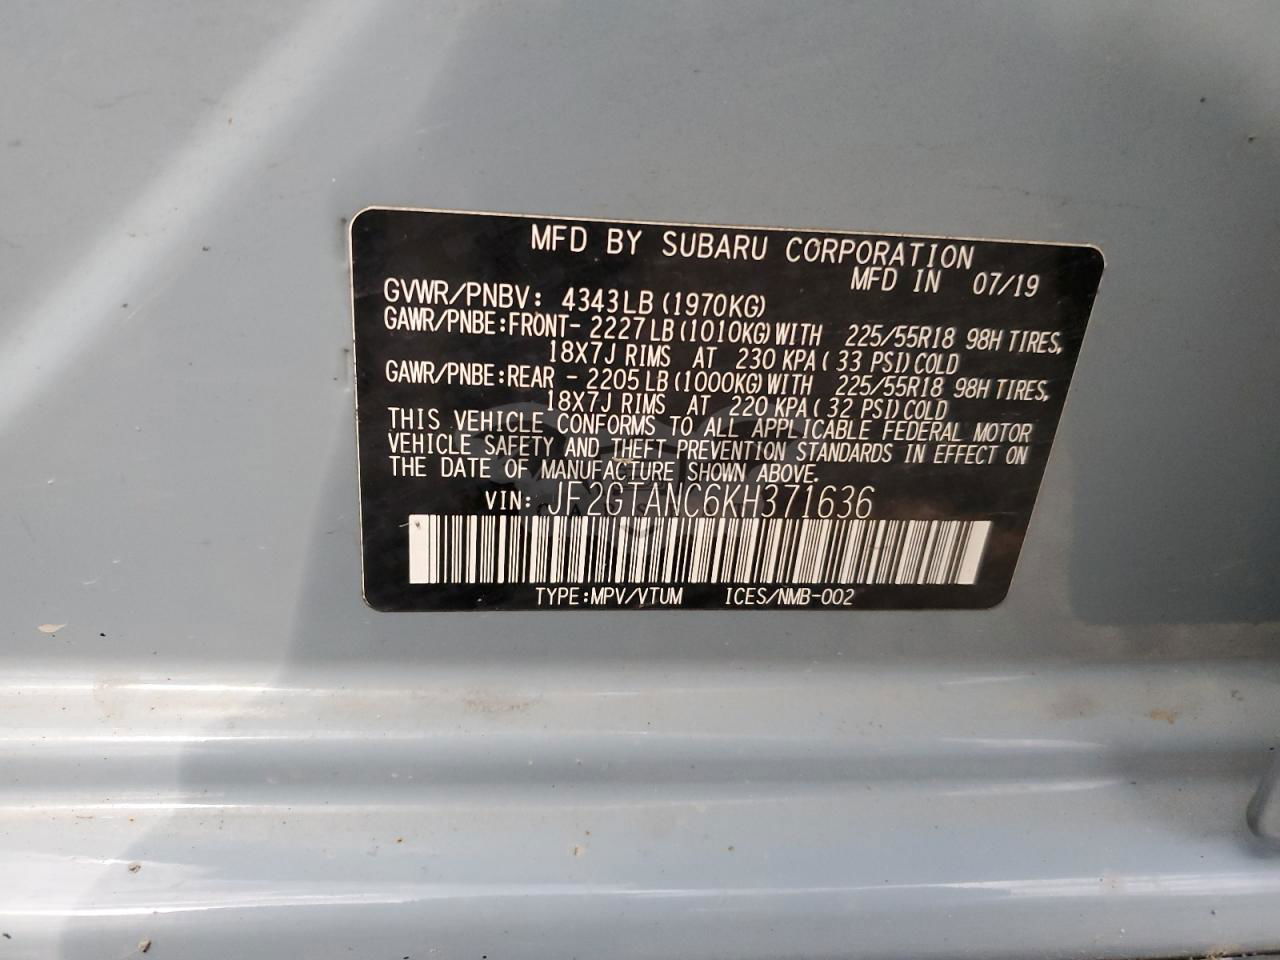 MFD BY SUBARU CORPORATION
MFD IN 07/19
GVWR/PNBV: 4343LB (1970KG)
GAWR/PNBE:FRONT- 2227LB (1010KG) WITH 225/55R18 98H TIRES,
18X7J RIMS AT 230 KPA ( 33 PSI) COLD
GAWR/PNBE:REAR - 2205LB (1000KG) WITH 225/55R18 98H TIRES,
18X7J RIMS AT 220 KPA ( 32 PSI) COLD
THIS VEHICLE CONFORMS TO ALL APPLICABLE FEDERAL MOTOR
VEHICLE SAFETY AND THEFT PREVENTION STANDARDS IN EFFECT ON
THE DATE OF MANUFACTURE SHOWN ABOVE.
VIN: JF2GTANC6KH371636
TYPE:MPV/VTUM ICES/NMB-002